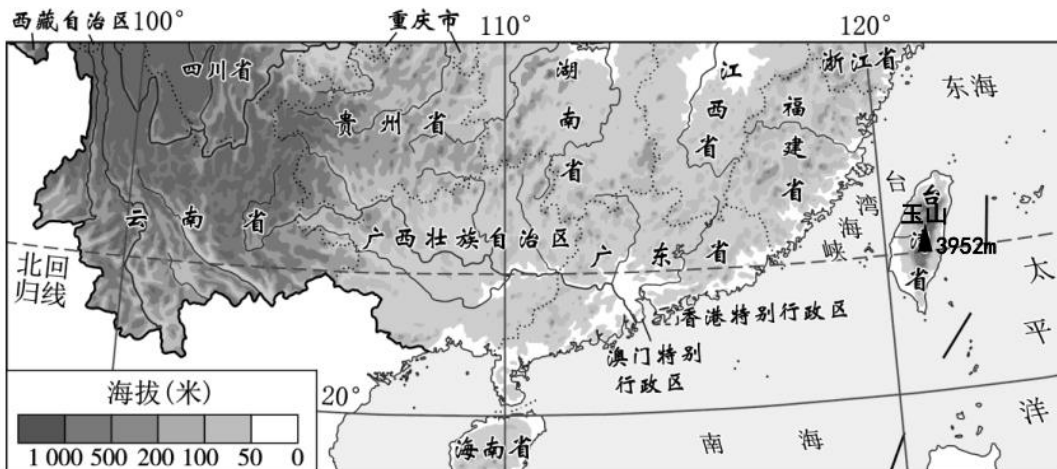 西藏自治区 100° 重庆市 110° 120°
四川省
贵州省
湖南省
江西省
浙江省
福建省
东海
云南省
广西壮族自治区
广东省
台湾海峡
台湾省
玉山
3952m
北回
归线
香港特别行政区
澳门特别
行政区
太平洋
20°
南海
海南省
海拔(米)
1 000 500 200 100 50 0